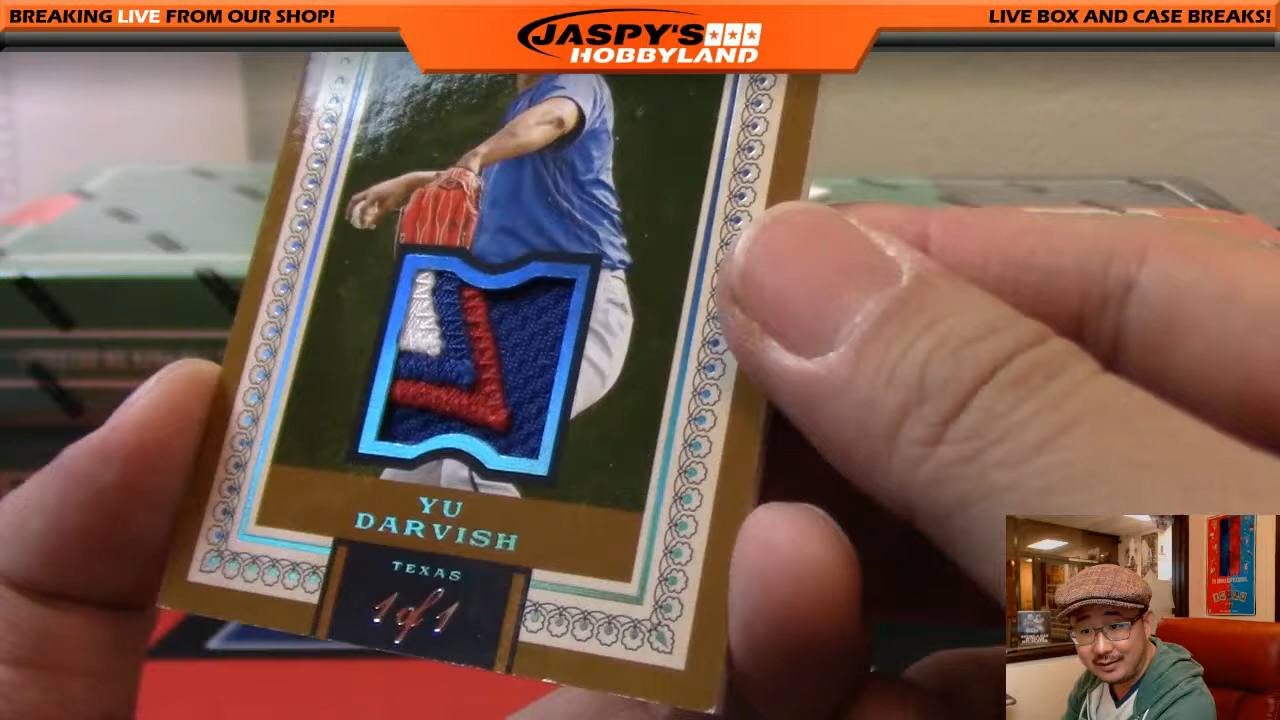 BREAKING LIVE FROM OUR SHOP!
JASPY'S
HOBBYLAND
LIVE BOX AND CASE BREAKS!
YU
DARVISH
TEXAS
1 of 1